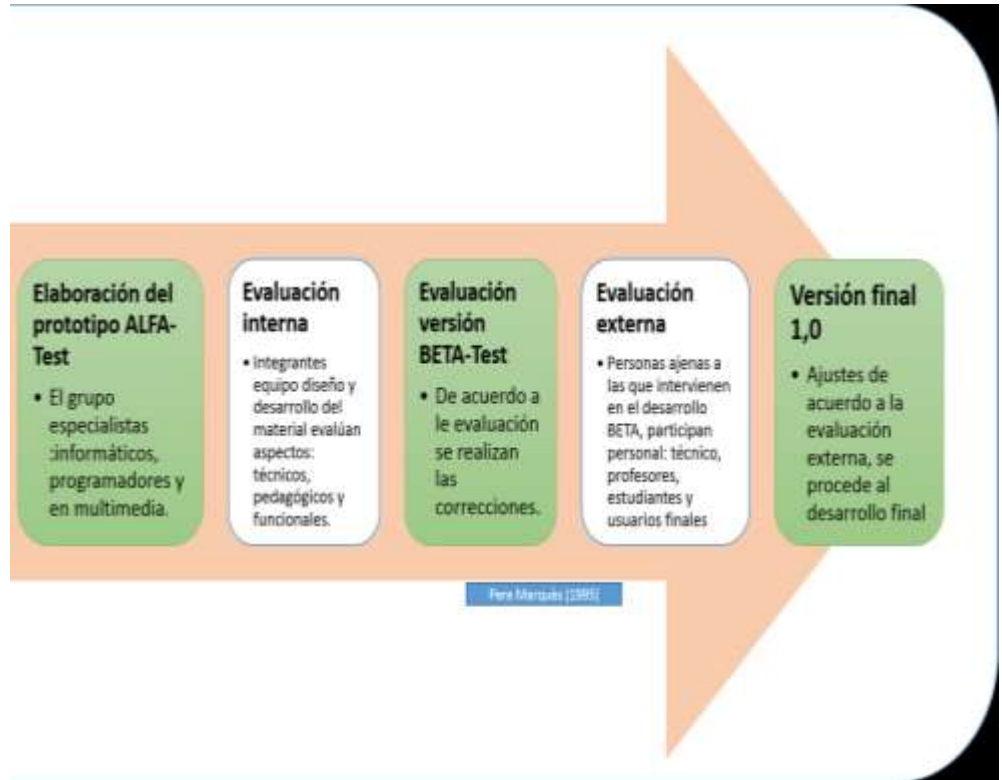 Elaboración del
prototipo ALFA-
Test
• El grupo
especialistas
:informáticos,
programadores y
en multimedia.
Evaluación
interna
• Integrantes
equipo diseño y
desarrollo del
material evalúan
aspectos:
técnicos,
pedagógicos y
funcionales.
Evaluación
versión
BETA-Test
• De acuerdo a
le evaluación
se realizan
las
correcciones.
Evaluación
externa
• Personas ajenas a
las que intervienen
en el desarrollo
BETA, participan
personal: técnico,
profesores,
estudiantes y
usuarios finales
Versión final
1,0
• Ajustes de
acuerdo a la
evaluación
externa, se
procede al
desarrollo final
Pere Marqués (1995(